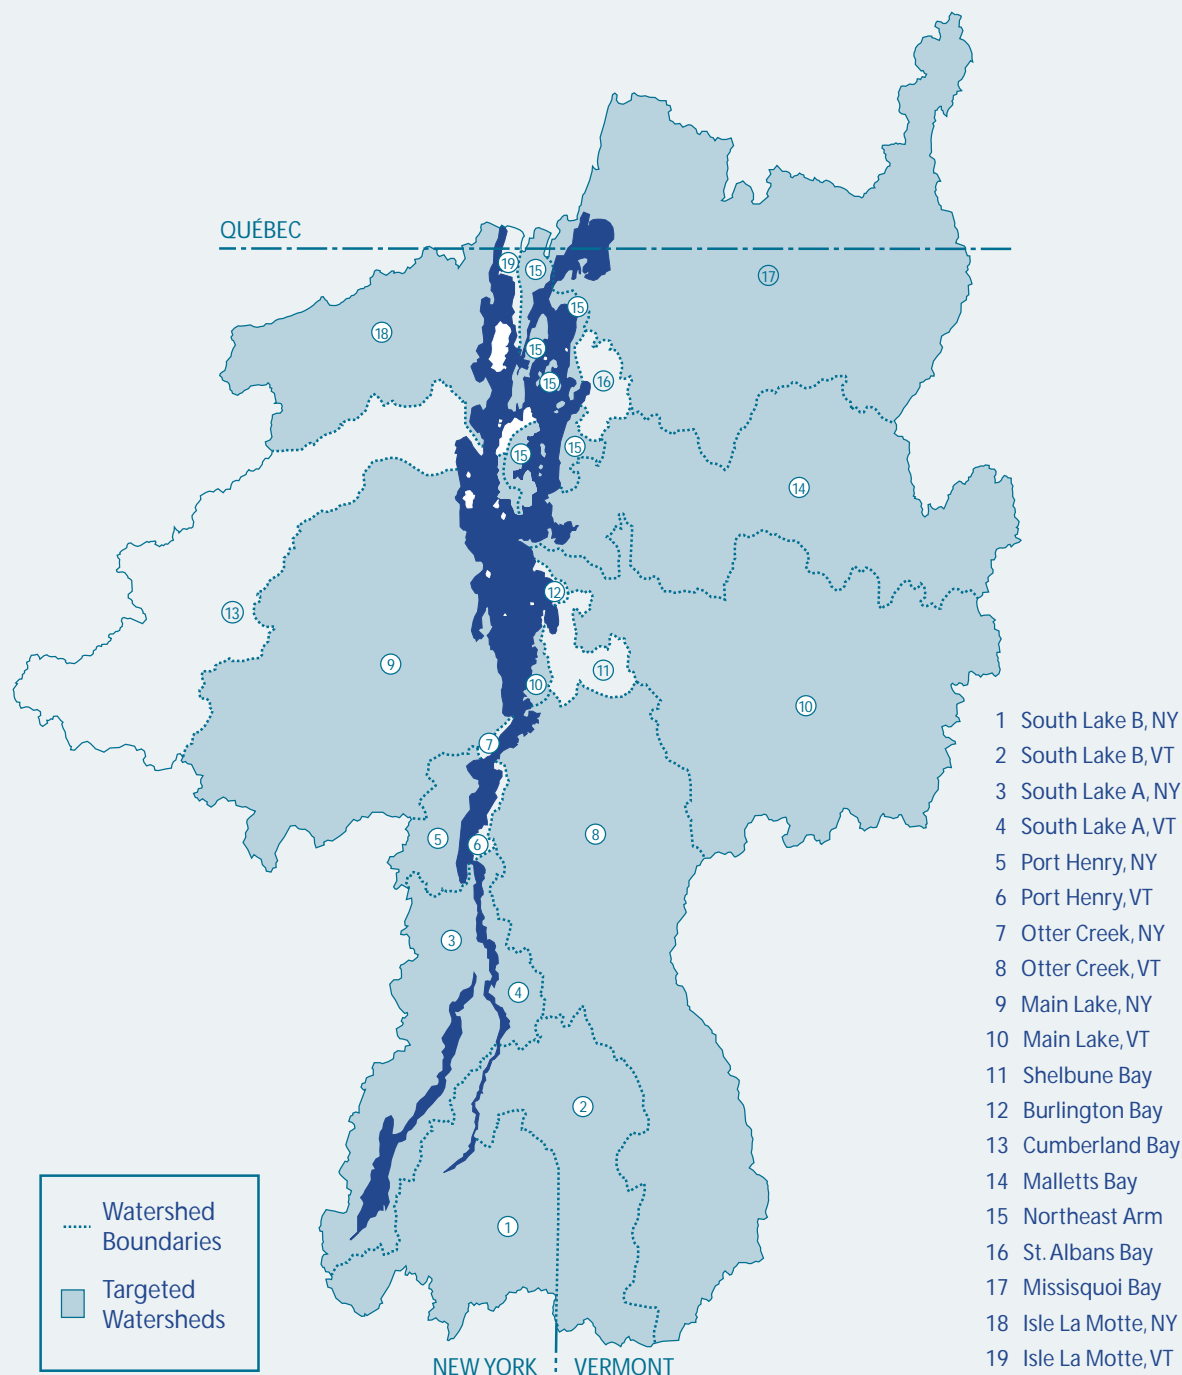 QUÉBEC
19
15
17
15
18
15
15
16
15
15
14
12
13
9
11
10
10
7
5
6
8
3
4
2
1
1 South Lake B, NY
2 South Lake B, VT
3 South Lake A, NY
4 South Lake A, VT
5 Port Henry, NY
6 Port Henry, VT
7 Otter Creek, NY
8 Otter Creek, VT
9 Main Lake, NY
10 Main Lake, VT
11 Shelbune Bay
12 Burlington Bay
13 Cumberland Bay
14 Malletts Bay
15 Northeast Arm
16 St. Albans Bay
17 Missisquoi Bay
18 Isle La Motte, NY
19 Isle La Motte, VT
Watershed
Boundaries
Targeted
Watersheds
NEW YORK
VERMONT